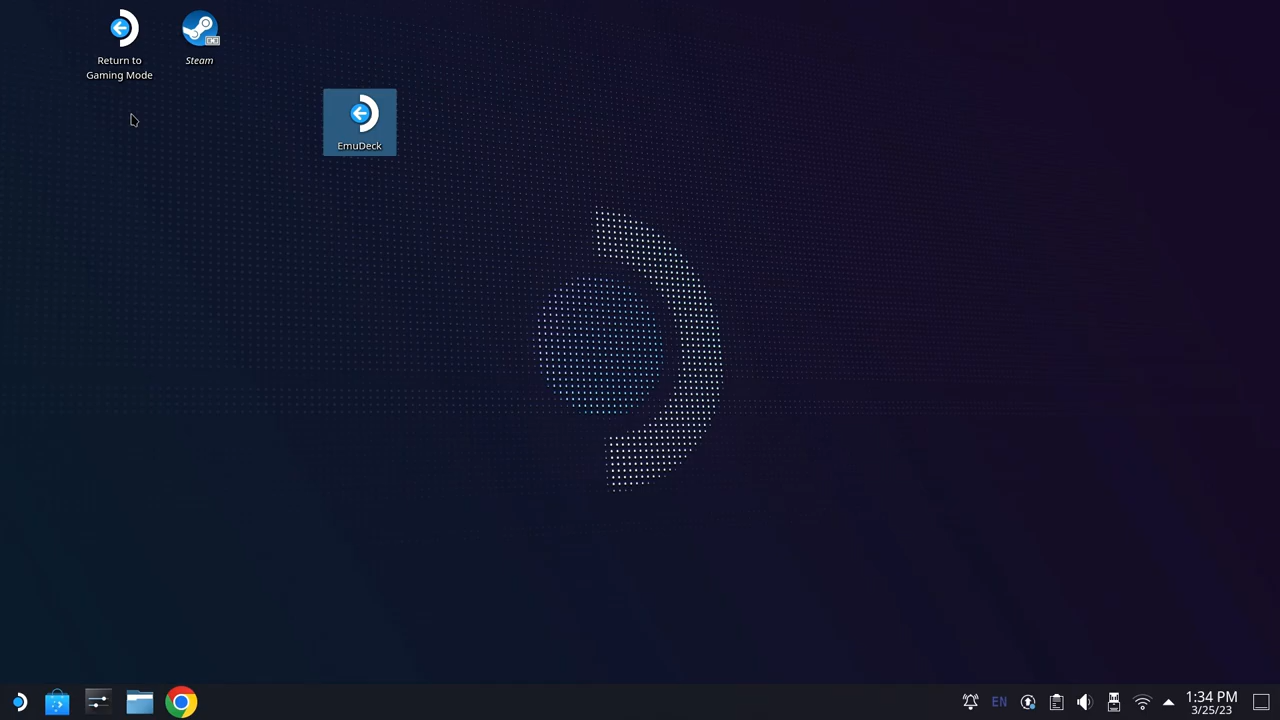 Return to
Gaming Mode
Steam
EmuDeck
EN
1:34 PM
3/25/23